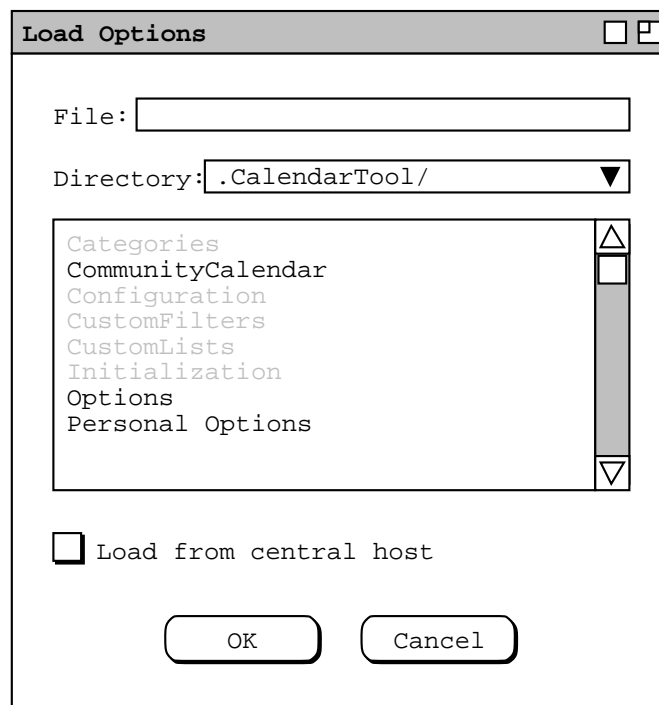 Load Options
File:
Directory: .CalendarTool/
Categories
CommunityCalendar
Configuration
CustomFilters
CustomLists
Initialization
Options
Personal Options
Load from central host
OK Cancel